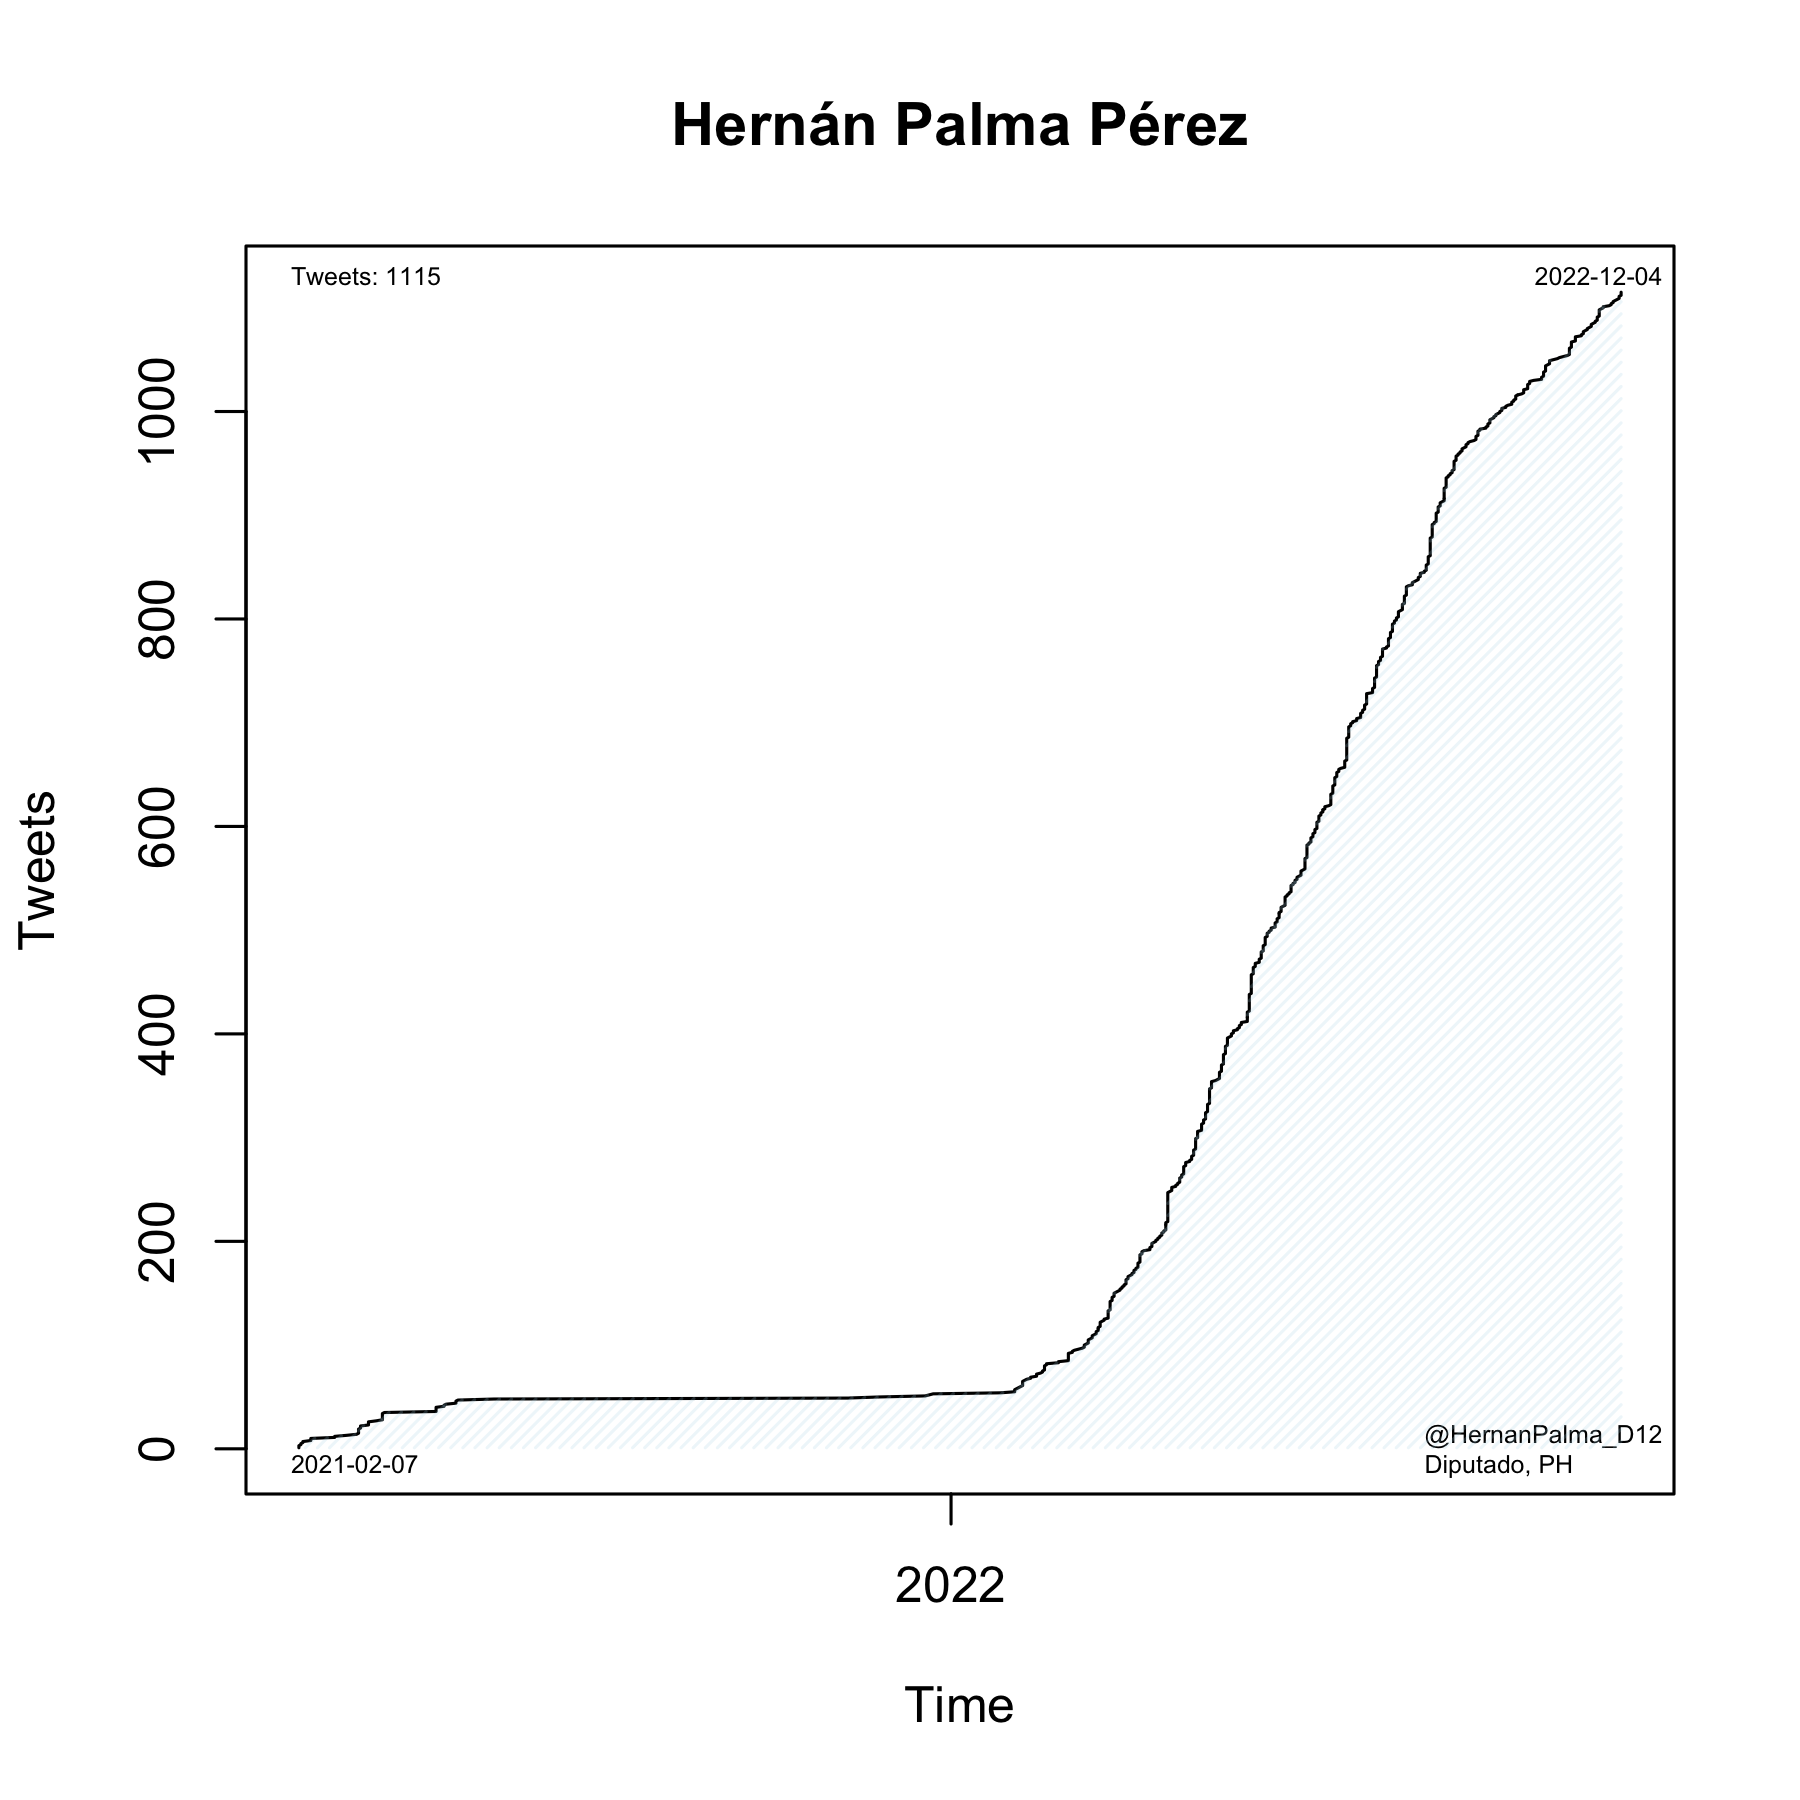 Hernán Palma Pérez
Tweets: 1115
2022-12-04
1000
800
600
400
200
0
Tweets
2021-02-07
@HernanPalma_D12
Diputado, PH
2022
Time